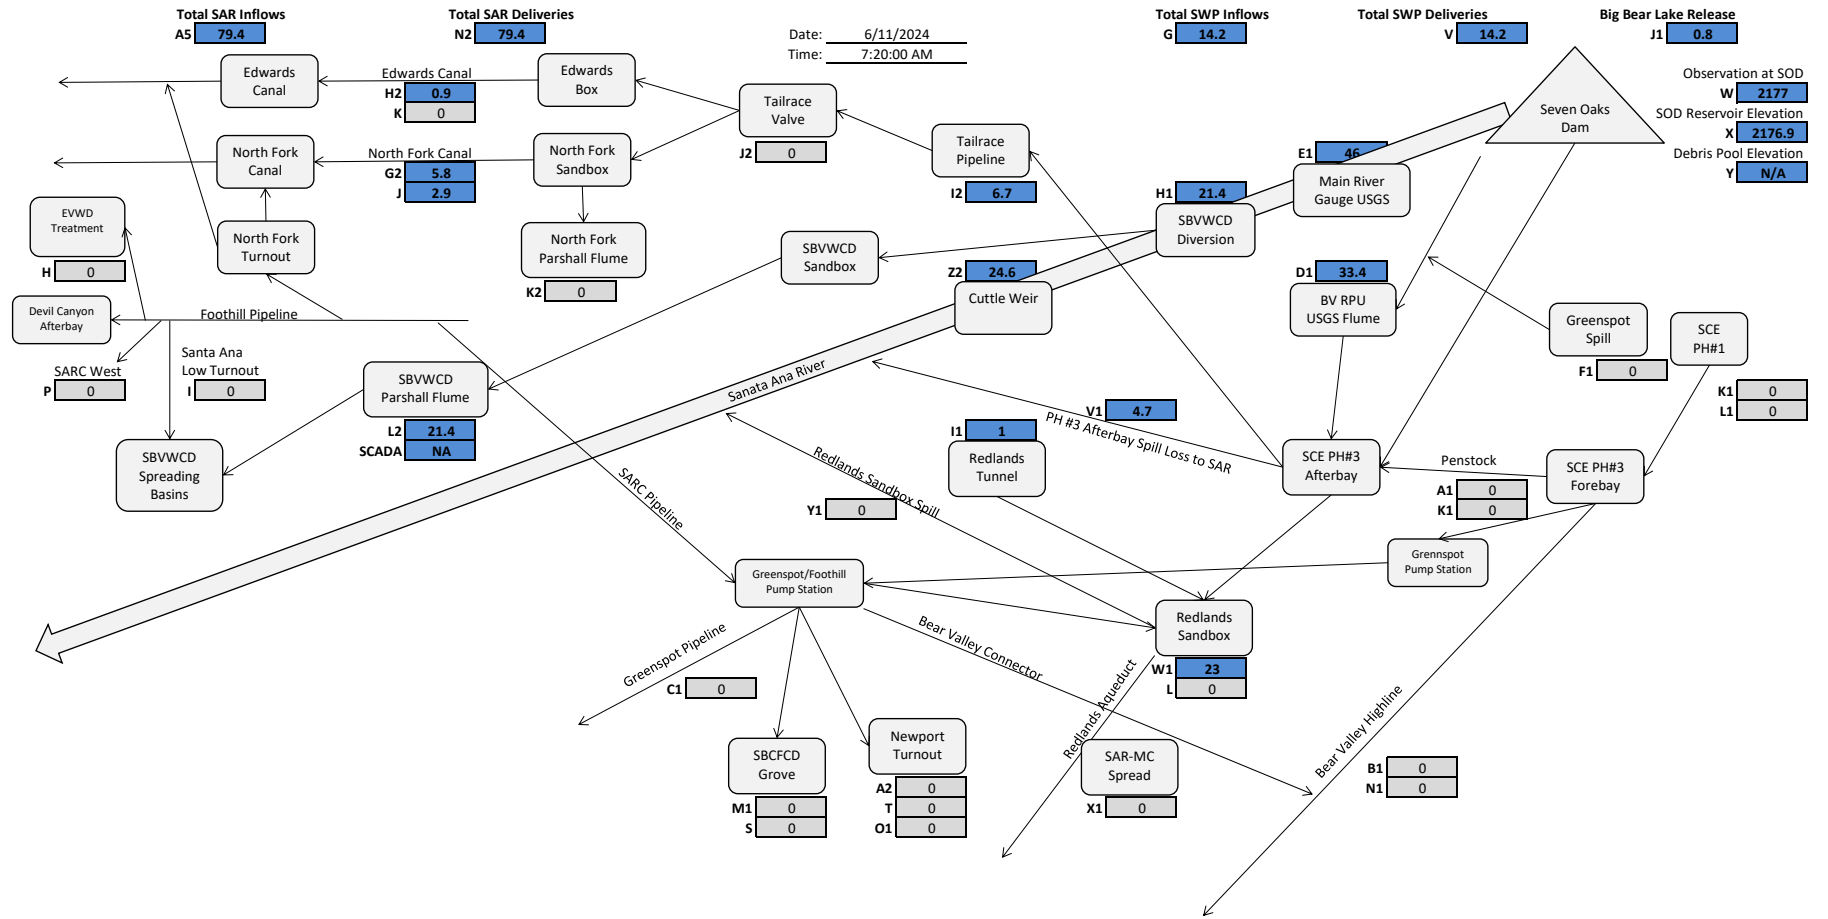 Total SAR Inflows
A5 79.4
Total SAR Deliveries
N2 79.4
Date: 6/11/2024
Time: 7:20:00 AM
Total SWP Inflows
G 14.2
Total SWP Deliveries
V 14.2
Big Bear Lake Release
J1 0.8
Observation at SOD
W 2177
SOD Reservoir Elevation
X 2176.9
Debris Pool Elevation
Y N/A
Seven Oaks
Dam
Edwards
Canal
Edwards Canal
H2 0.9
K 0
Edwards
Box
Tailrace
Valve
J2 0
Tailrace
Pipeline
I2 6.7
North Fork
Canal
North Fork Canal
G2 5.8
J 2.9
North Fork
Sandbox
North Fork
Parshall Flume
K2 0
E1 46
Main River
Gauge USGS
H1 21.4
SBVWCD
Diversion
SBVWCD
Sandbox
Z2 24.6
Cuttle Weir
D1 33.4
BV RPU
USGS Flume
Greenspot
Spill
F1 0
SCE
PH#1
K1 0
L1 0
EVWD
Treatment
H 0
North Fork
Turnout
Devil Canyon
Afterbay
Foothill Pipeline
SARC West
P 0
Santa Ana
Low Turnout
I 0
SBVWCD
Parshall Flume
L2 21.4
SCADA NA
SBVWCD
Spreading
Basins
Sanata Ana River
V1 4.7
PH #3 Afterbay Spill Loss to SAR
I1 1
Redlands
Tunnel
Redlands Sandbox Spill
Y1 0
SARC Pipeline
SCE PH#3
Afterbay
Penstock
A1 0
K1 0
SCE PH#3
Forebay
Grennspot
Pump Station
Greenspot/Foothill
Pump Station
Redlands
Sandbox
W1 23
L 0
Greenspot Pipeline
C1 0
Bear Valley Connector
Redlands Aqueduct
Bear Valley Highline
SBCFCD
Grove
M1 0
S 0
Newport
Turnout
A2 0
T 0
O1 0
SAR-MC
Spread
X1 0
B1 0
N1 0